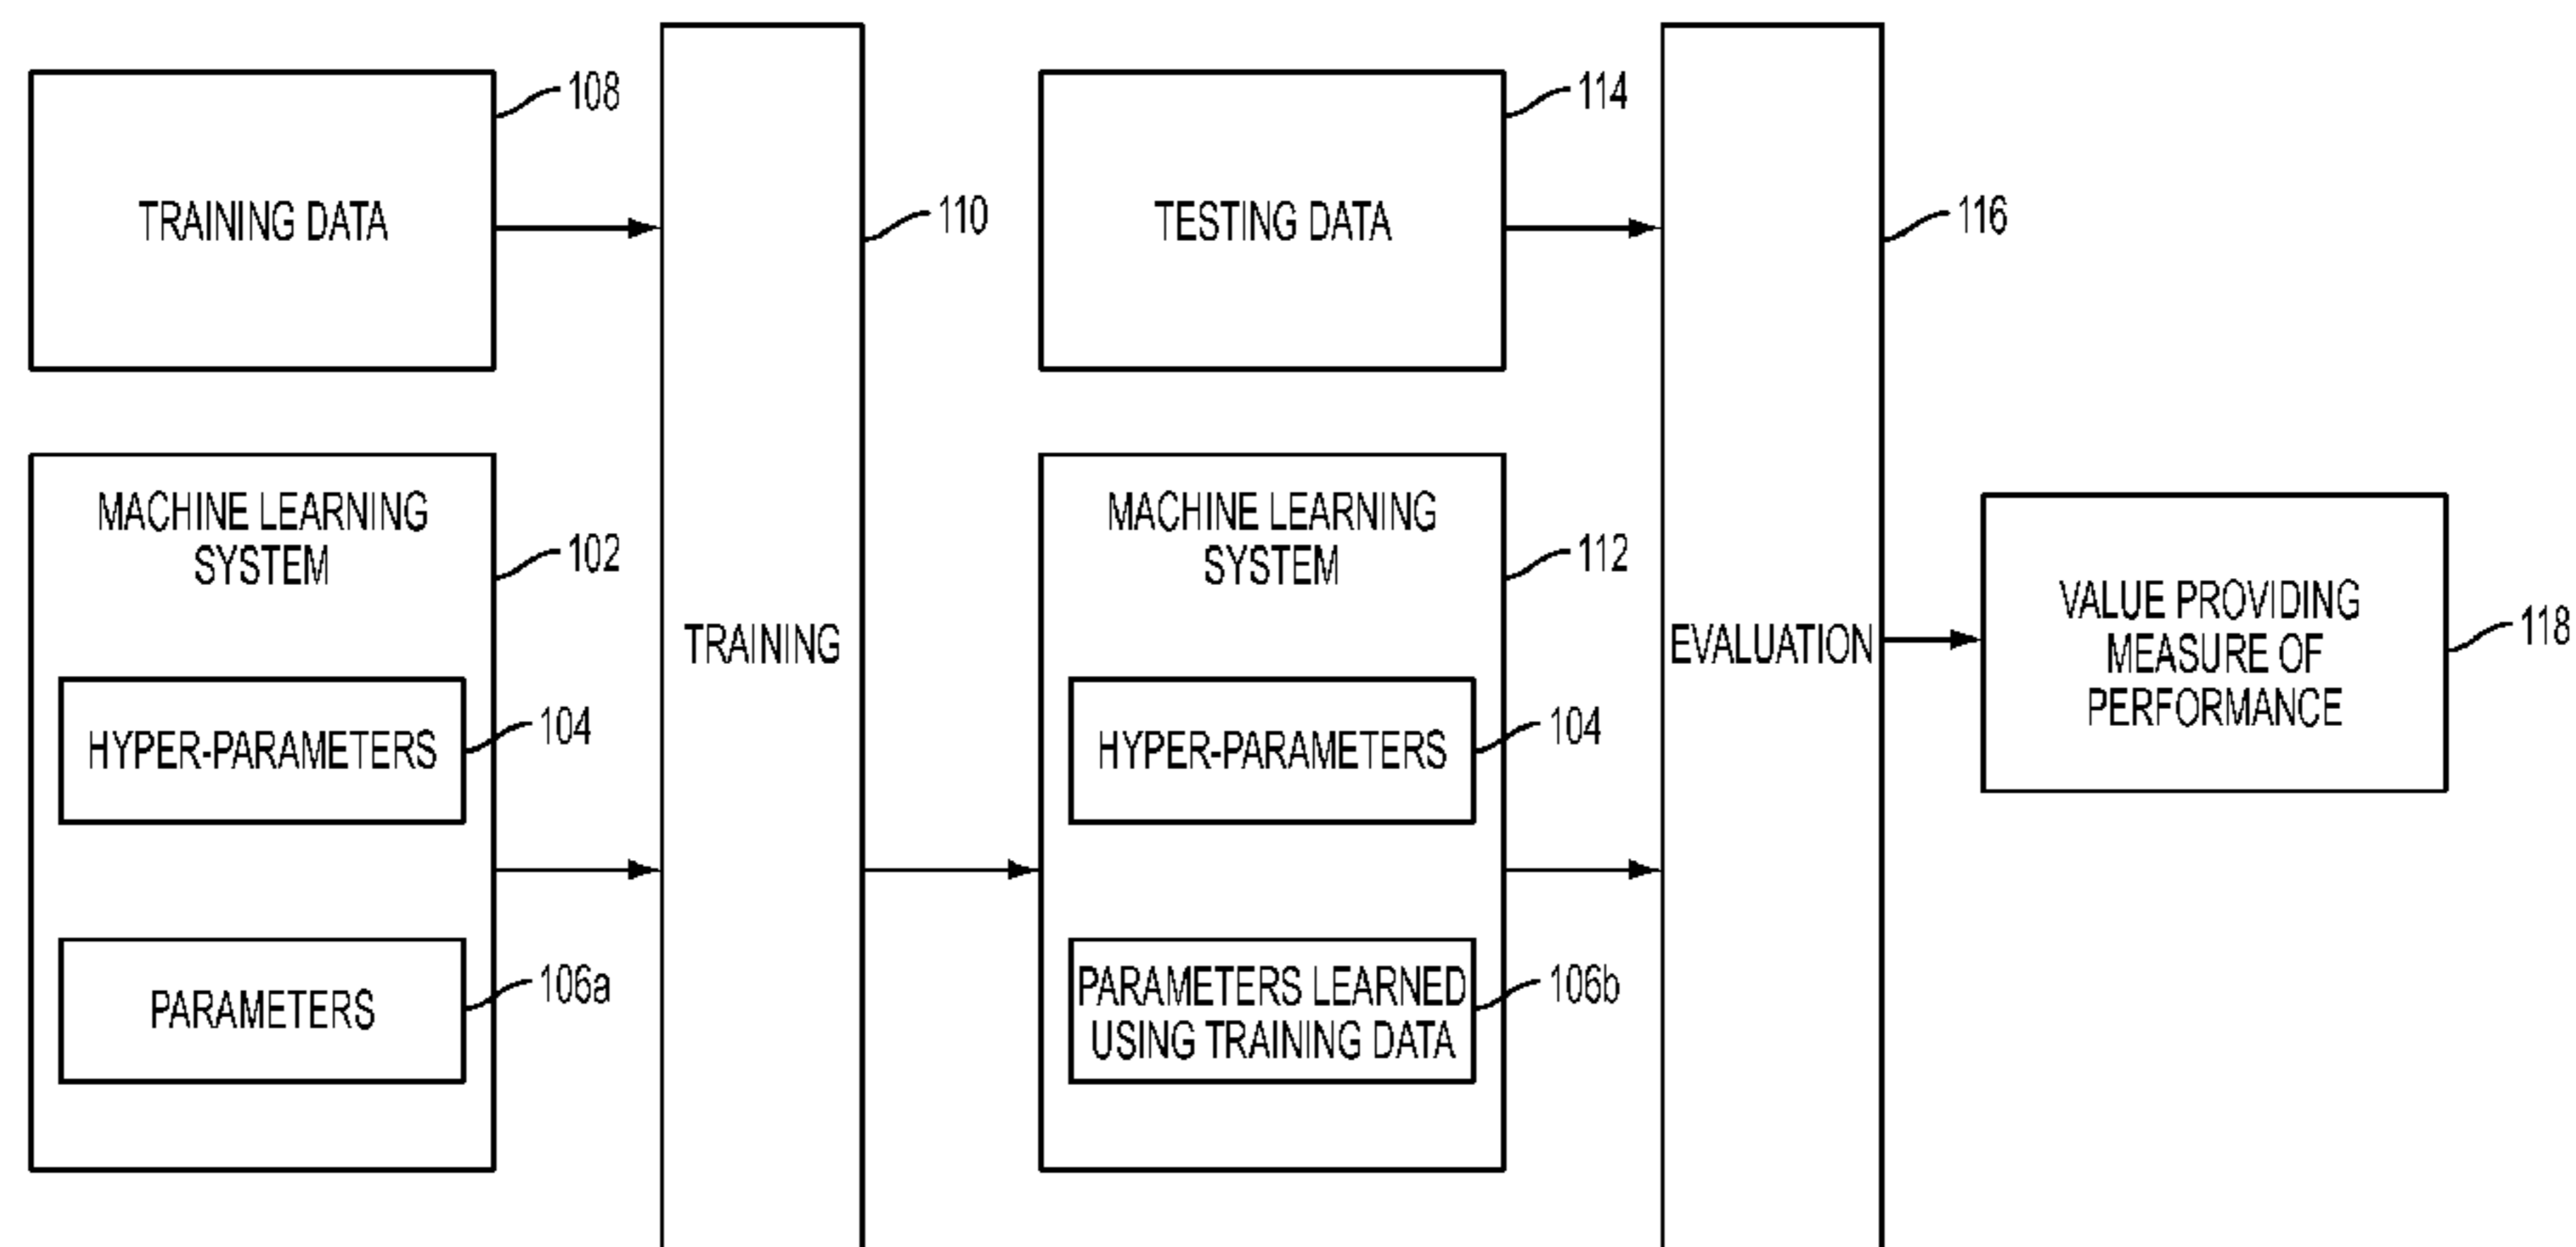 TRAINING DATA
108
MACHINE LEARNING
SYSTEM
102
HYPER-PARAMETERS
104
PARAMETERS
106a
TRAINING
110
TESTING DATA
114
MACHINE LEARNING
SYSTEM
112
HYPER-PARAMETERS
104
PARAMETERS LEARNED
USING TRAINING DATA
106b
EVALUATION
116
VALUE PROVIDING
MEASURE OF
PERFORMANCE
118